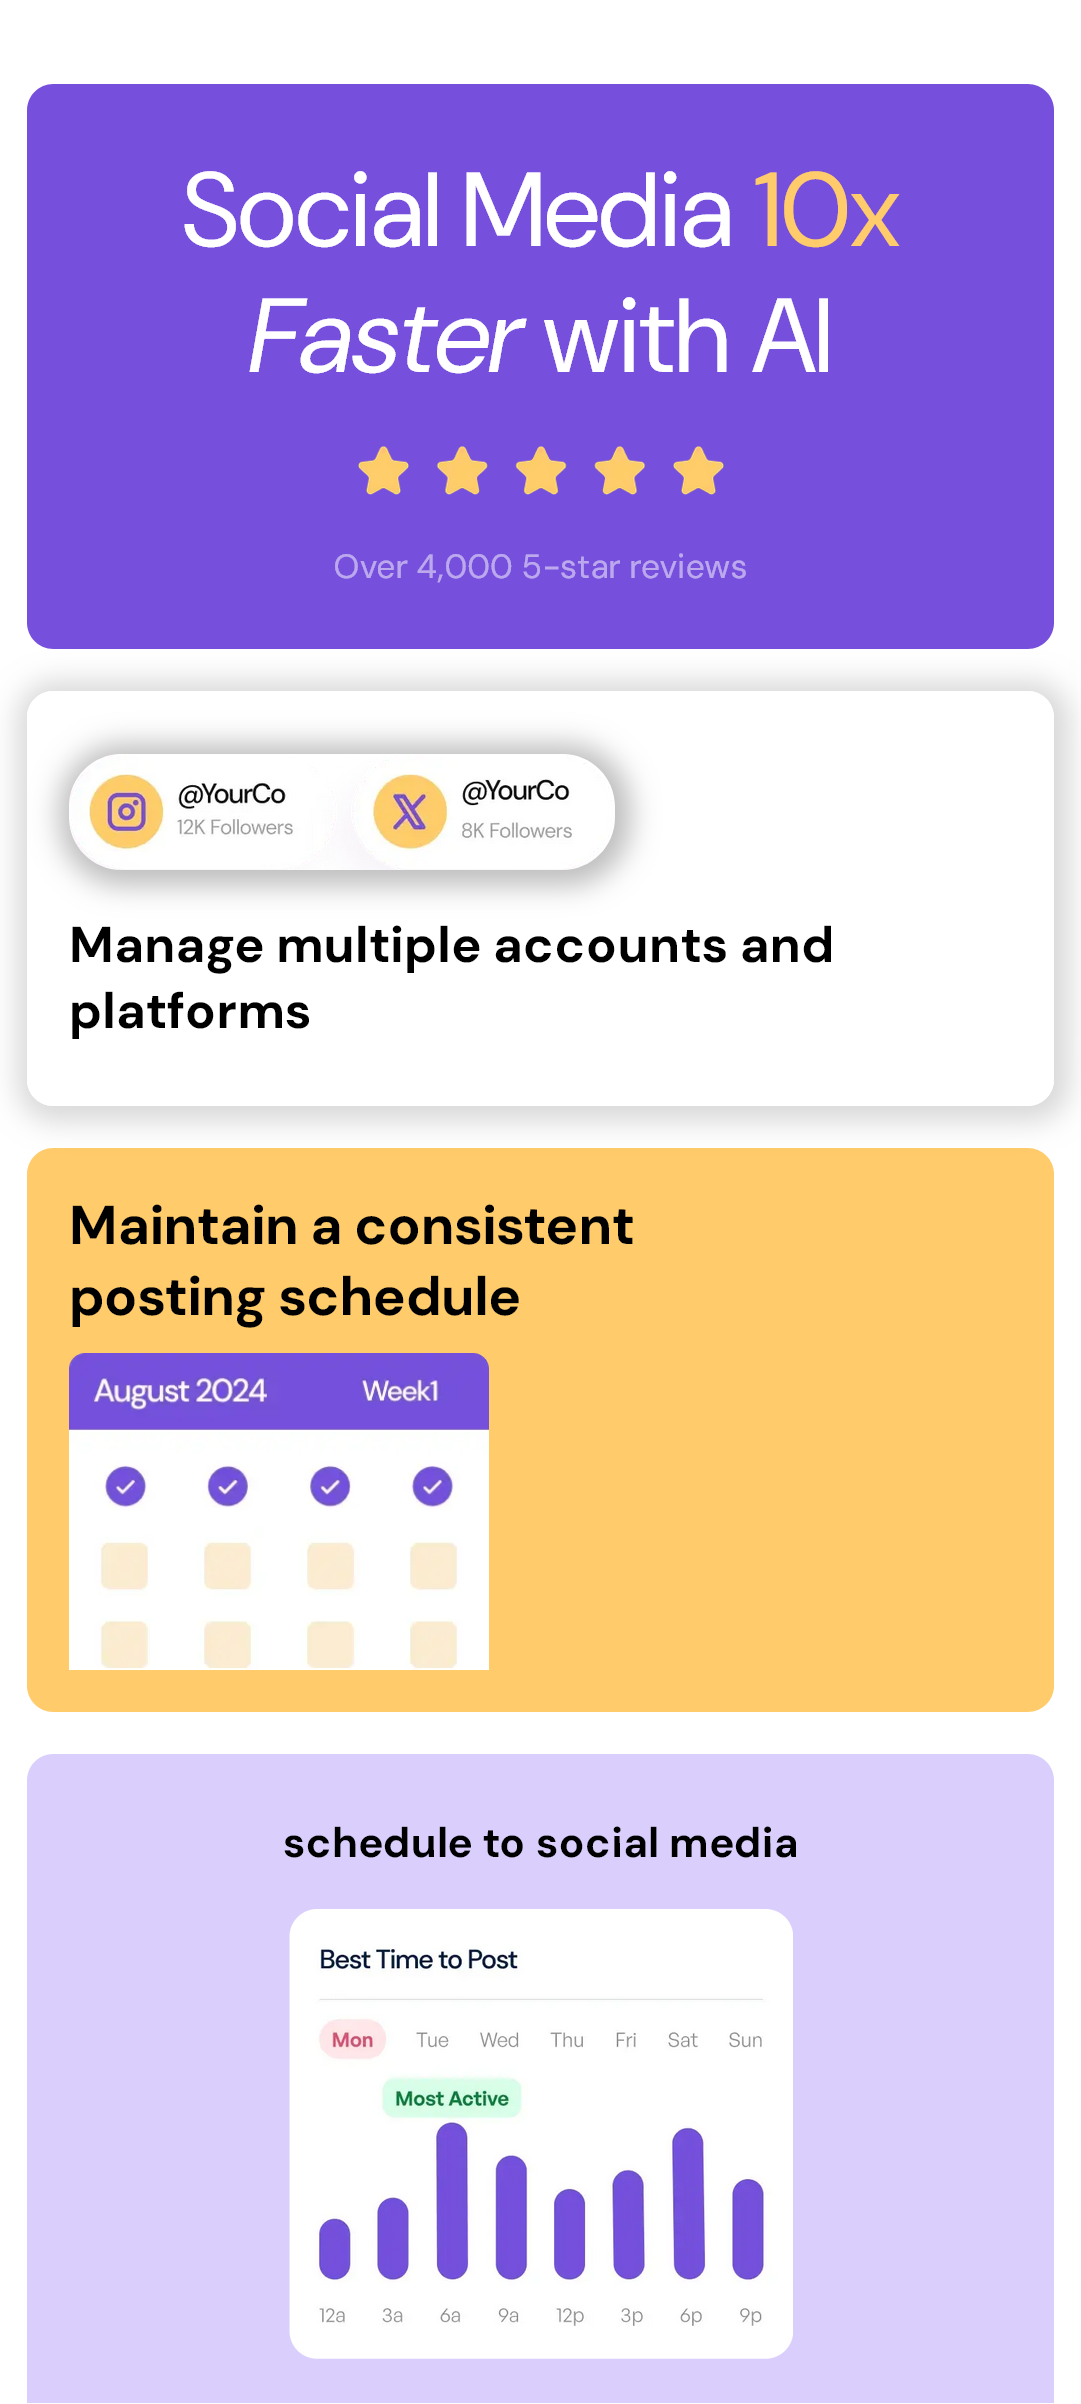 Social Media 10x
Faster with AI
Over 4,000 5-star reviews
@YourCo
12K Followers
@YourCo
8K Followers
Manage multiple accounts and
platforms
Maintain a consistent
posting schedule
August 2024 Week1
schedule to social media
Best Time to Post
Mon Tue Wed Thu Fri Sat Sun
Most Active
12a 3a 6a 9a 12p 3p 6p 9p